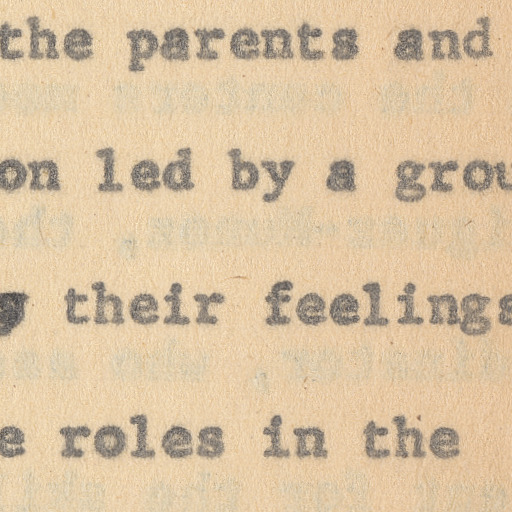 the parents and
on led by a grou
their feelings
e roles in the